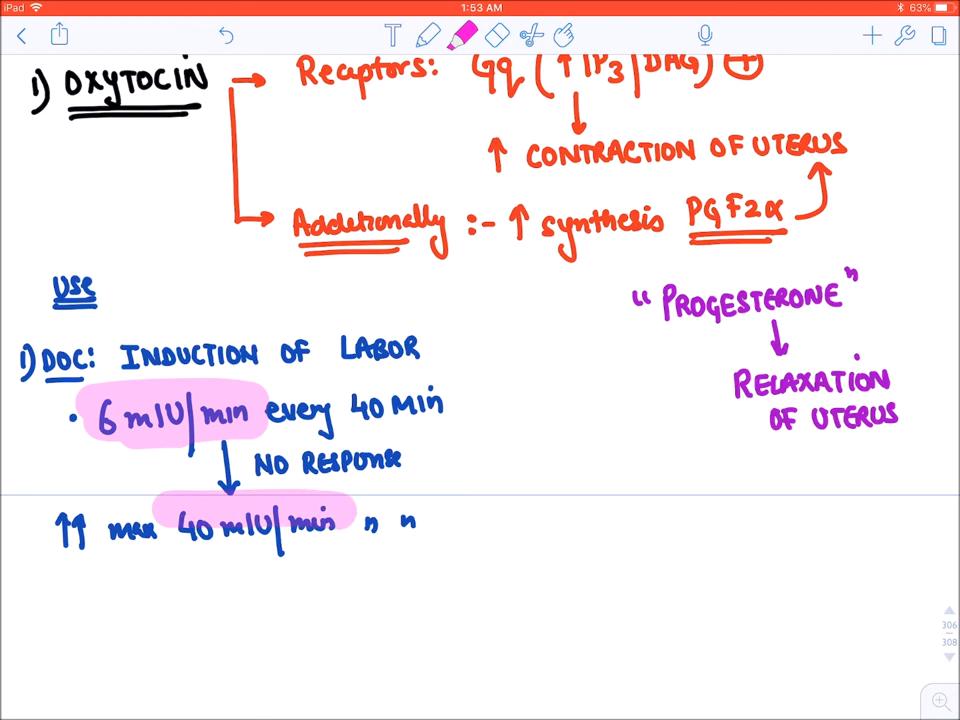 iPad 1:53 AM 63%
1) OXYTOCIN → Receptors: Gq (↑IP3/DAG) +
↑ CONTRACTION OF UTERUS
Additionally :- ↑ synthesis PGF2α
USE
"PROGESTERONE"
RELAXATION
OF UTERUS
1) DOC: INDUCTION OF LABOR
• 6 mIU/min every 40 Min
NO RESPONSE
↑↑ max 40 mIU/min " "
306
308